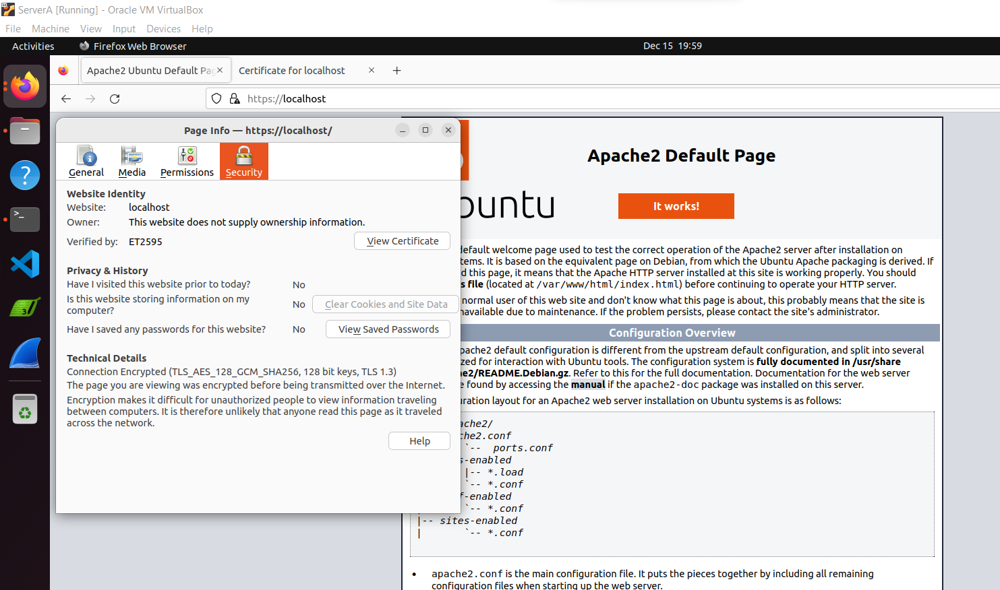 ServerA [Running] - Oracle VM VirtualBox
File Machine View Input Devices Help
Activities Firefox Web Browser Dec 15 19:59
Apache2 Ubuntu Default Pag Certificate for localhost
https://localhost
Page Info — https://localhost/
General Media Permissions Security
Website Identity
Website: localhost
Owner: This website does not supply ownership information.
Verified by: ET2595 View Certificate
Privacy & History
Have I visited this website prior to today? No
Is this website storing information on my
computer? No Clear Cookies and Site Data
Have I saved any passwords for this website? No View Saved Passwords
Technical Details
Connection Encrypted (TLS_AES_128_GCM_SHA256, 128 bit keys, TLS 1.3)
The page you are viewing was encrypted before being transmitted over the Internet.
Encryption makes it difficult for unauthorized people to view information traveling
between computers. It is therefore unlikely that anyone read this page as it traveled
across the network.
Help
Apache2 Default Page
buntu
It works!
default welcome page used to test the correct operation of the Apache2 server after installation on
tems. It is based on the equivalent page on Debian, from which the Ubuntu Apache packaging is derived. If
d this page, it means that the Apache HTTP server installed at this site is working properly. You should
s file (located at /var/www/html/index.html) before continuing to operate your HTTP server.
normal user of this web site and don't know what this page is about, this probably means that the site is
navailable due to maintenance. If the problem persists, please contact the site's administrator.
Configuration Overview
pache2 default configuration is different from the upstream default configuration, and split into several
zed for interaction with Ubuntu tools. The configuration system is fully documented in /usr/share
he2/README.Debian.gz. Refer to this for the full documentation. Documentation for the web server
e found by accessing the manual if the apache2-doc package was installed on this server.
uration layout for an Apache2 web server installation on Ubuntu systems is as follows:
ache2/
che2.conf
`-- ports.conf
s-enabled
|-- *.load
`-- *.conf
f-enabled
`-- *.conf
|-- sites-enabled
| `-- *.conf
• apache2.conf is the main configuration file. It puts the pieces together by including all remaining
configuration files when starting up the web server.